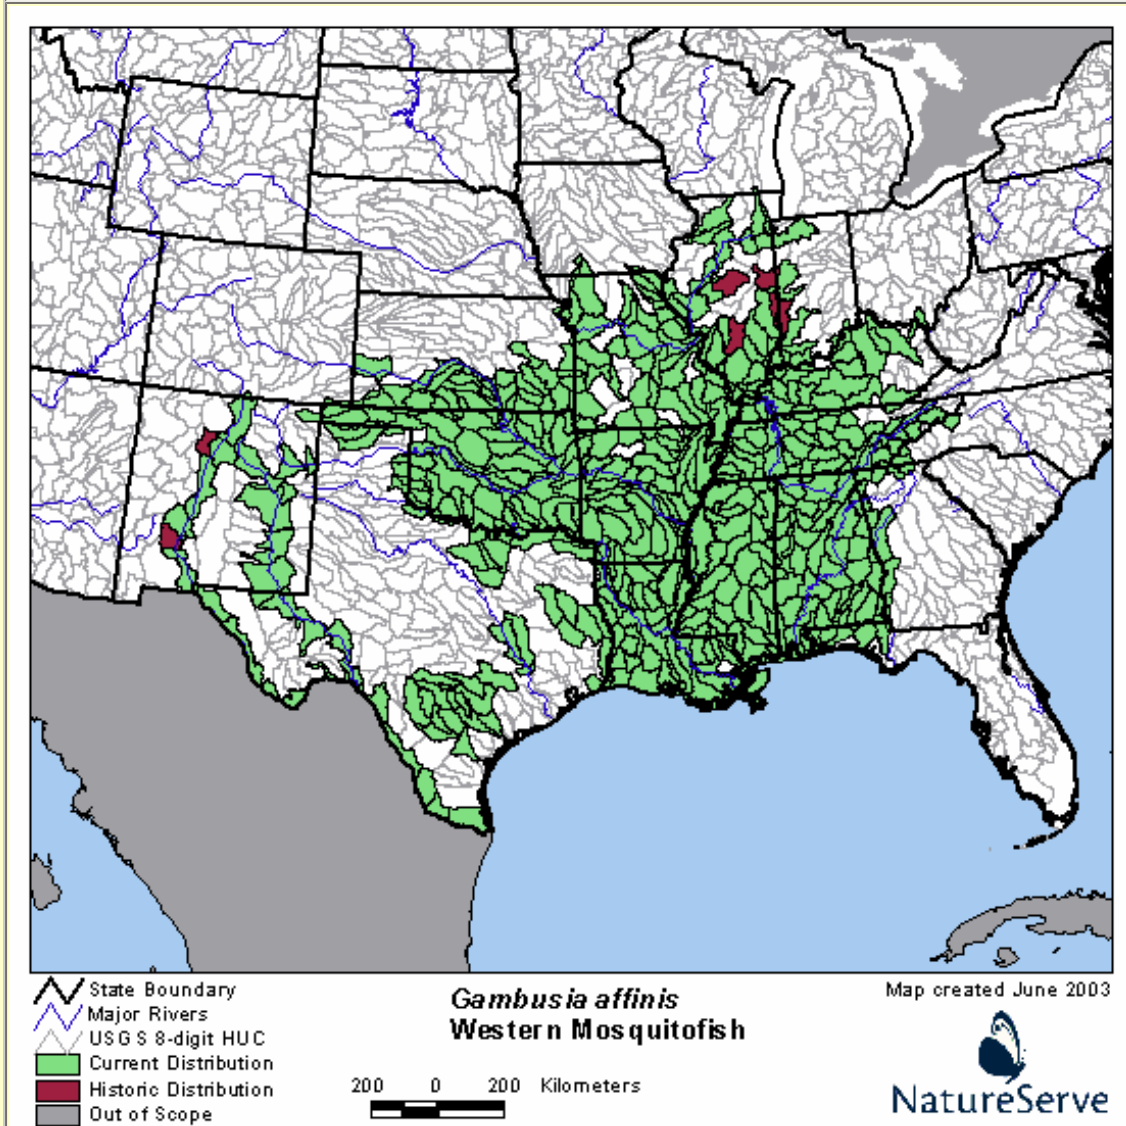 State Boundary
Major Rivers
USGS 8-digit HUC
Current Distribution
Historic Distribution
Out of Scope
Gambusia affinis
Western Mosquitofish
200 0 200 Kilometers
Map created June 2003
NatureServe